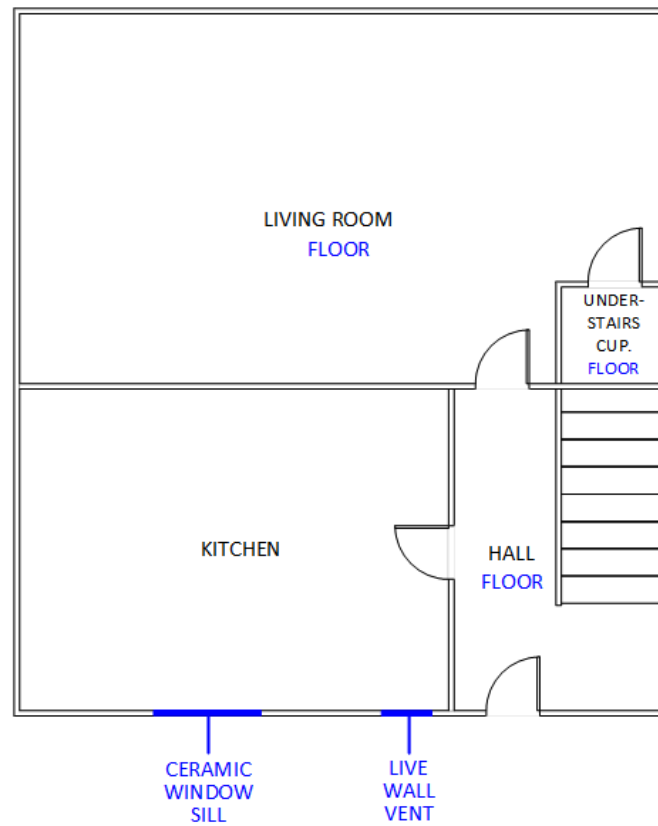 LIVING ROOM
FLOOR
UNDER-
STAIRS
CUP.
FLOOR
KITCHEN
HALL
FLOOR
CERAMIC
WINDOW
SILL
LIVE
WALL
VENT